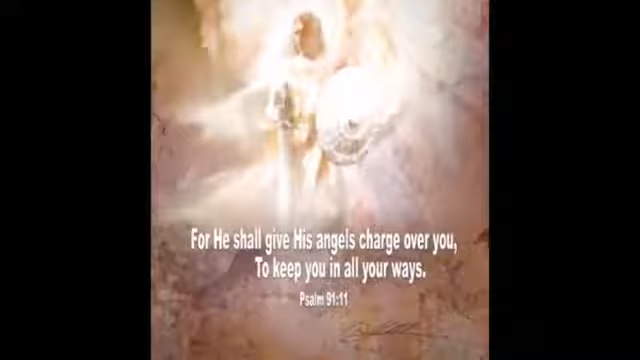 For He shall give His angels charge over you,
To keep you in all your ways.
Psalm 91:11